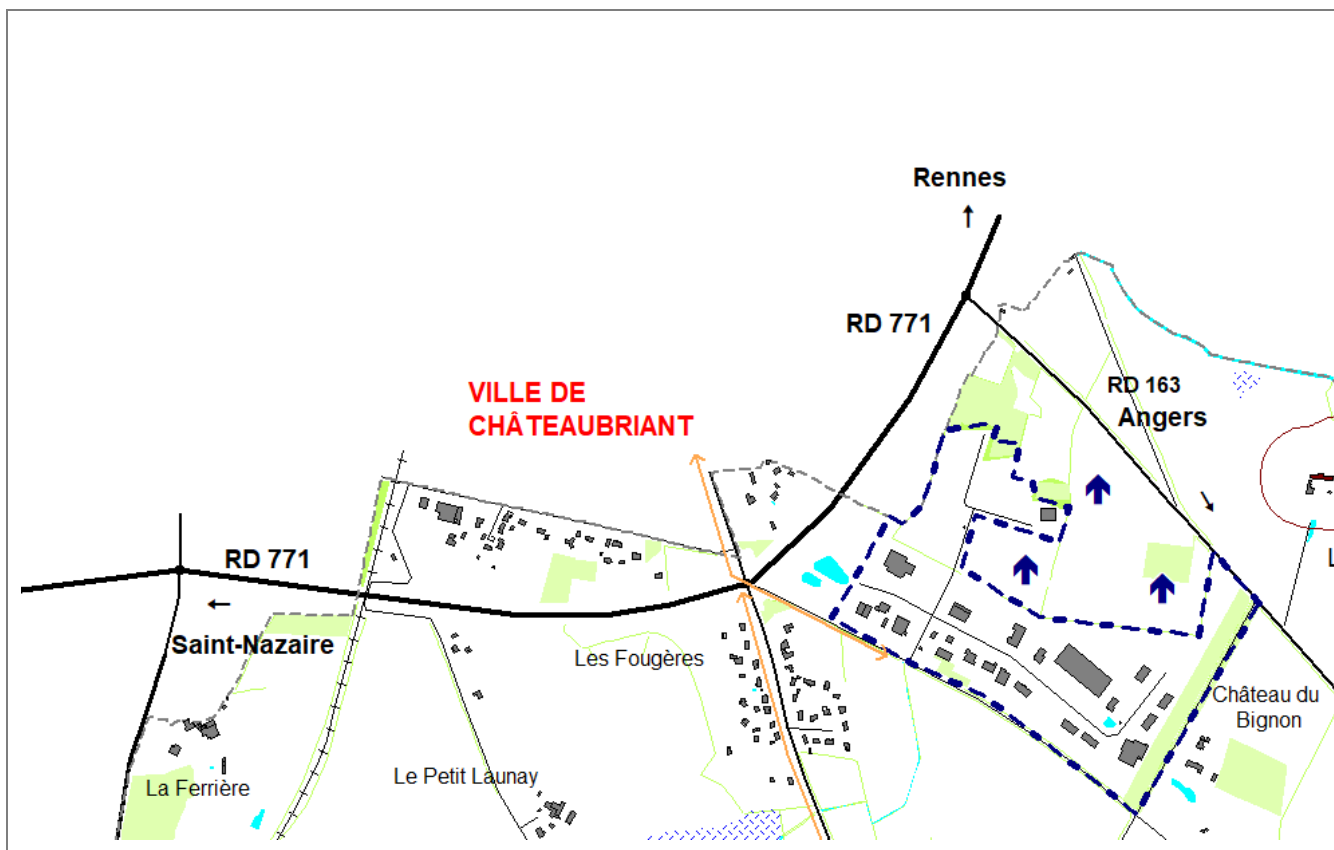 Rennes
RD 771
VILLE DE
CHÂTEAUBRIANT
RD 163
Angers
RD 771
L
Saint-Nazaire
Les Fougères
Château du
Bignon
Le Petit Launay
La Ferrière